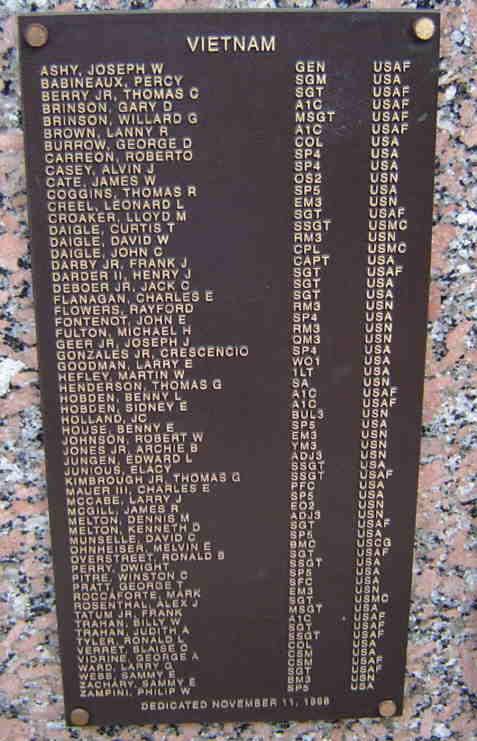 VIETNAM
ASHY, JOSEPH W GEN USAF
BABINEAUX, PERCY SGM USA
BERRY JR, THOMAS C SGT USAF
BRINSON, GARY D A1C USAF
BRINSON, WILLARD G MSGT USAF
BROWN, LANNY R A1C USAF
BURROW, GEORGE D COL USA
CARREON, ROBERTO SP4 USA
CASEY, ALVIN J SP4 USA
CATE, JAMES W OS2 USN
COGGINS, THOMAS R SP5 USA
CREEL, LEONARD L EM3 USN
CROAKER, LLOYD M SGT USAF
DAIGLE, CURTIS T SSGT USMC
DAIGLE, DAVID W RM3 USN
DAIGLE, JOHN C CPL USMC
DARBY JR, FRANK J CAPT USA
DARDER II, HENRY J SGT USAF
DEBOER JR, JACK C SGT USA
FLANAGAN, CHARLES E SGT USA
FLOWERS, RAYFORD RM3 USN
FONTENOT, JOHN E SP4 USA
FULTON, MICHAEL H RM3 USN
GEER JR, JOSEPH J OM3 USN
GONZALES JR, CRESCENCIO SP4 USA
GOODMAN, LARRY E WO1 USA
HEFLEY, MARTIN W 1LT USA
HENDERSON, THOMAS G SA USN
HOBDEN, BENNY L A1C USAF
HOBDEN, SIDNEY E A1C USAF
HOLLAND, JC BUL3 USN
HOUSE BENNY E SP5 USA
JOHNSON, ROBERT W EM3 USN
JONES JR, ARCHIE B YM3 USN
JUNGEN, EDWARD L ADJ3 USN
JUNIOUS, ELACY SSGT USA
KIMBROUGH JR, THOMAS G SSGT USAF
MAUER III, CHARLES E PFC USA
MCCABE, LARRY J SP5 USA
MCGILL, JAMES R EO2 USN
MELTON, DENNIS M ADJ3 USN
MELTON, KENNETH D SGT USAF
MUNSELLE, DAVID C SP5 USA
OHNHEISER, MELVIN E BMC USCG
OVERSTREET, RONALD B SGT USAF
PERRY, DWIGHT SSGT USA
PITRE, WINSTON C SP5 USA
PRATT, GEORGE T SFC USA
ROCCAFORTE, MARK EM3 USN
ROSENTHAL, ALEX J SGT USMC
TATUM JR, FRANK MSGT USA
TRAHAN, BILLY W A1C USAF
TRAHAN, JUDITH A SGT USAF
TYLER, RONALD L SSGT USAF
VERRET, BLAISE O COL USA
VIDRINE, GEORGE A CSM USA
WARD, LARRY G CSMT USAF
WEBB, SAMMY E SGT USAF
ZACHARY, SAMMY E BM3 USN
ZAMPINI, PHILIP W SP5 USA
DEDICATED NOVEMBER 11, 1998